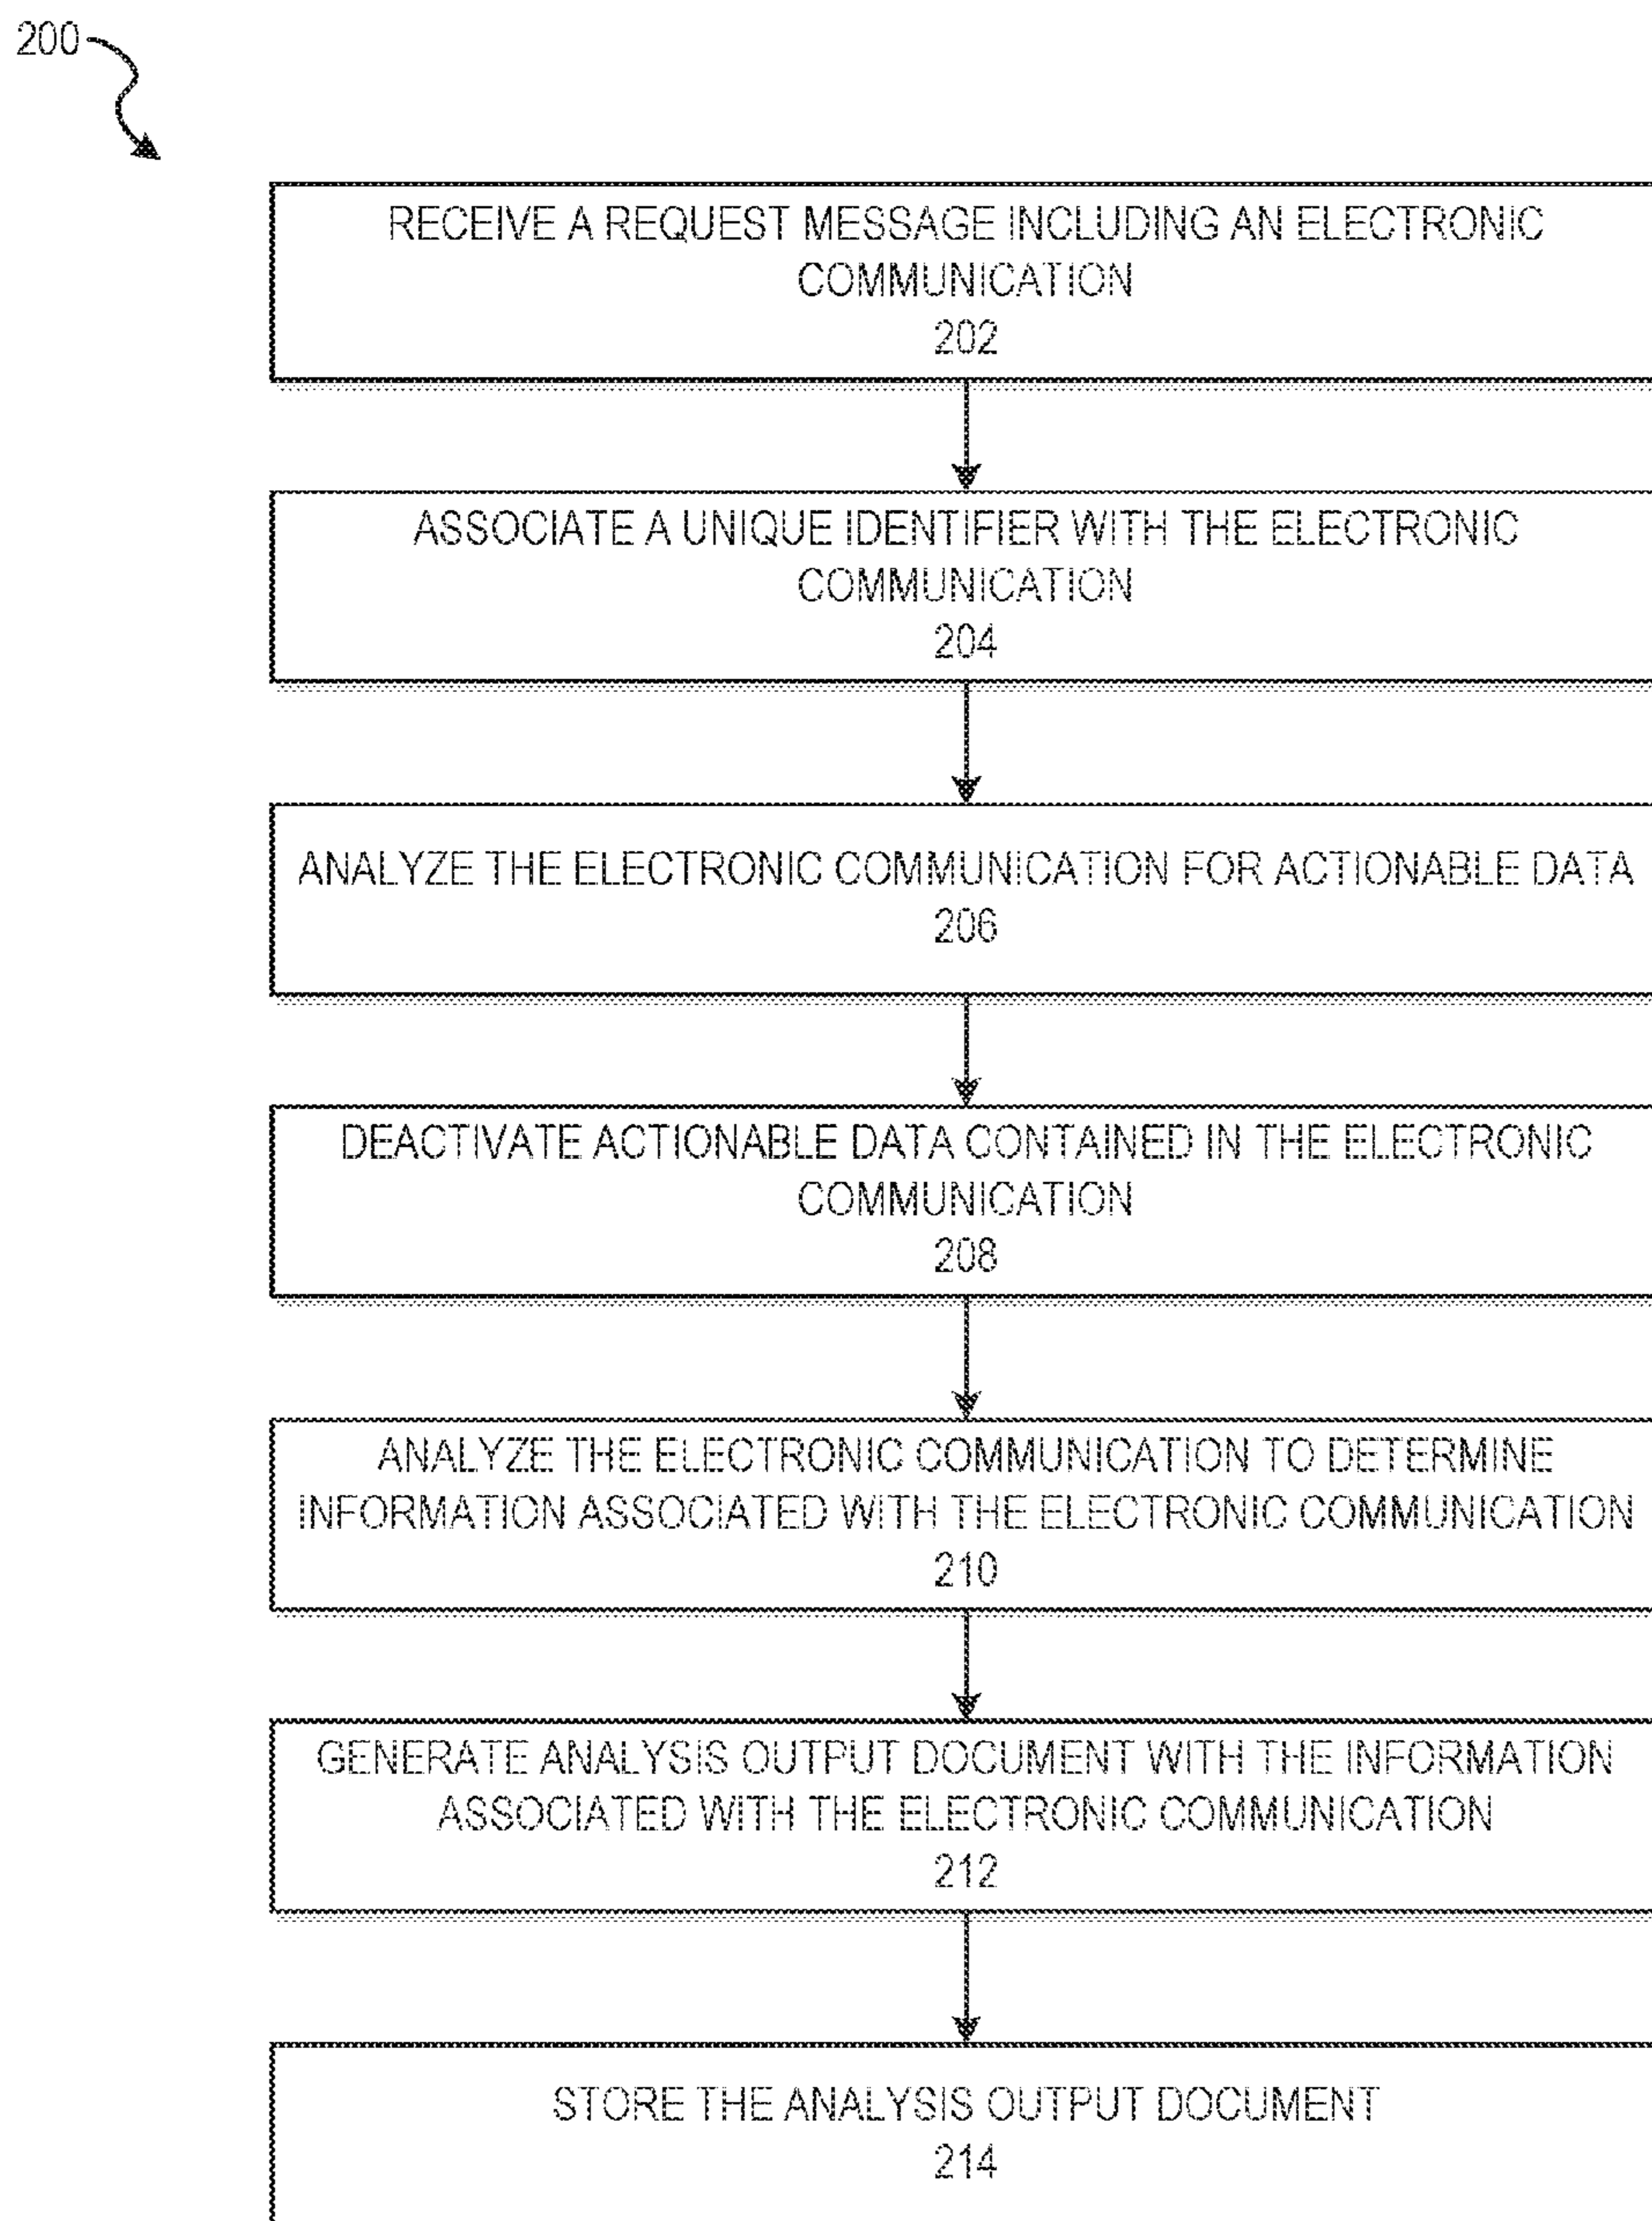 200
RECEIVE A REQUEST MESSAGE INCLUDING AN ELECTRONIC
COMMUNICATION
202
ASSOCIATE A UNIQUE IDENTIFIER WITH THE ELECTRONIC
COMMUNICATION
204
ANALYZE THE ELECTRONIC COMMUNICATION FOR ACTIONABLE DATA
206
DEACTIVATE ACTIONABLE DATA CONTAINED IN THE ELECTRONIC
COMMUNICATION
208
ANALYZE THE ELECTRONIC COMMUNICATION TO DETERMINE
INFORMATION ASSOCIATED WITH THE ELECTRONIC COMMUNICATION
210
GENERATE ANALYSIS OUTPUT DOCUMENT WITH THE INFORMATION
ASSOCIATED WITH THE ELECTRONIC COMMUNICATION
212
STORE THE ANALYSIS OUTPUT DOCUMENT
214